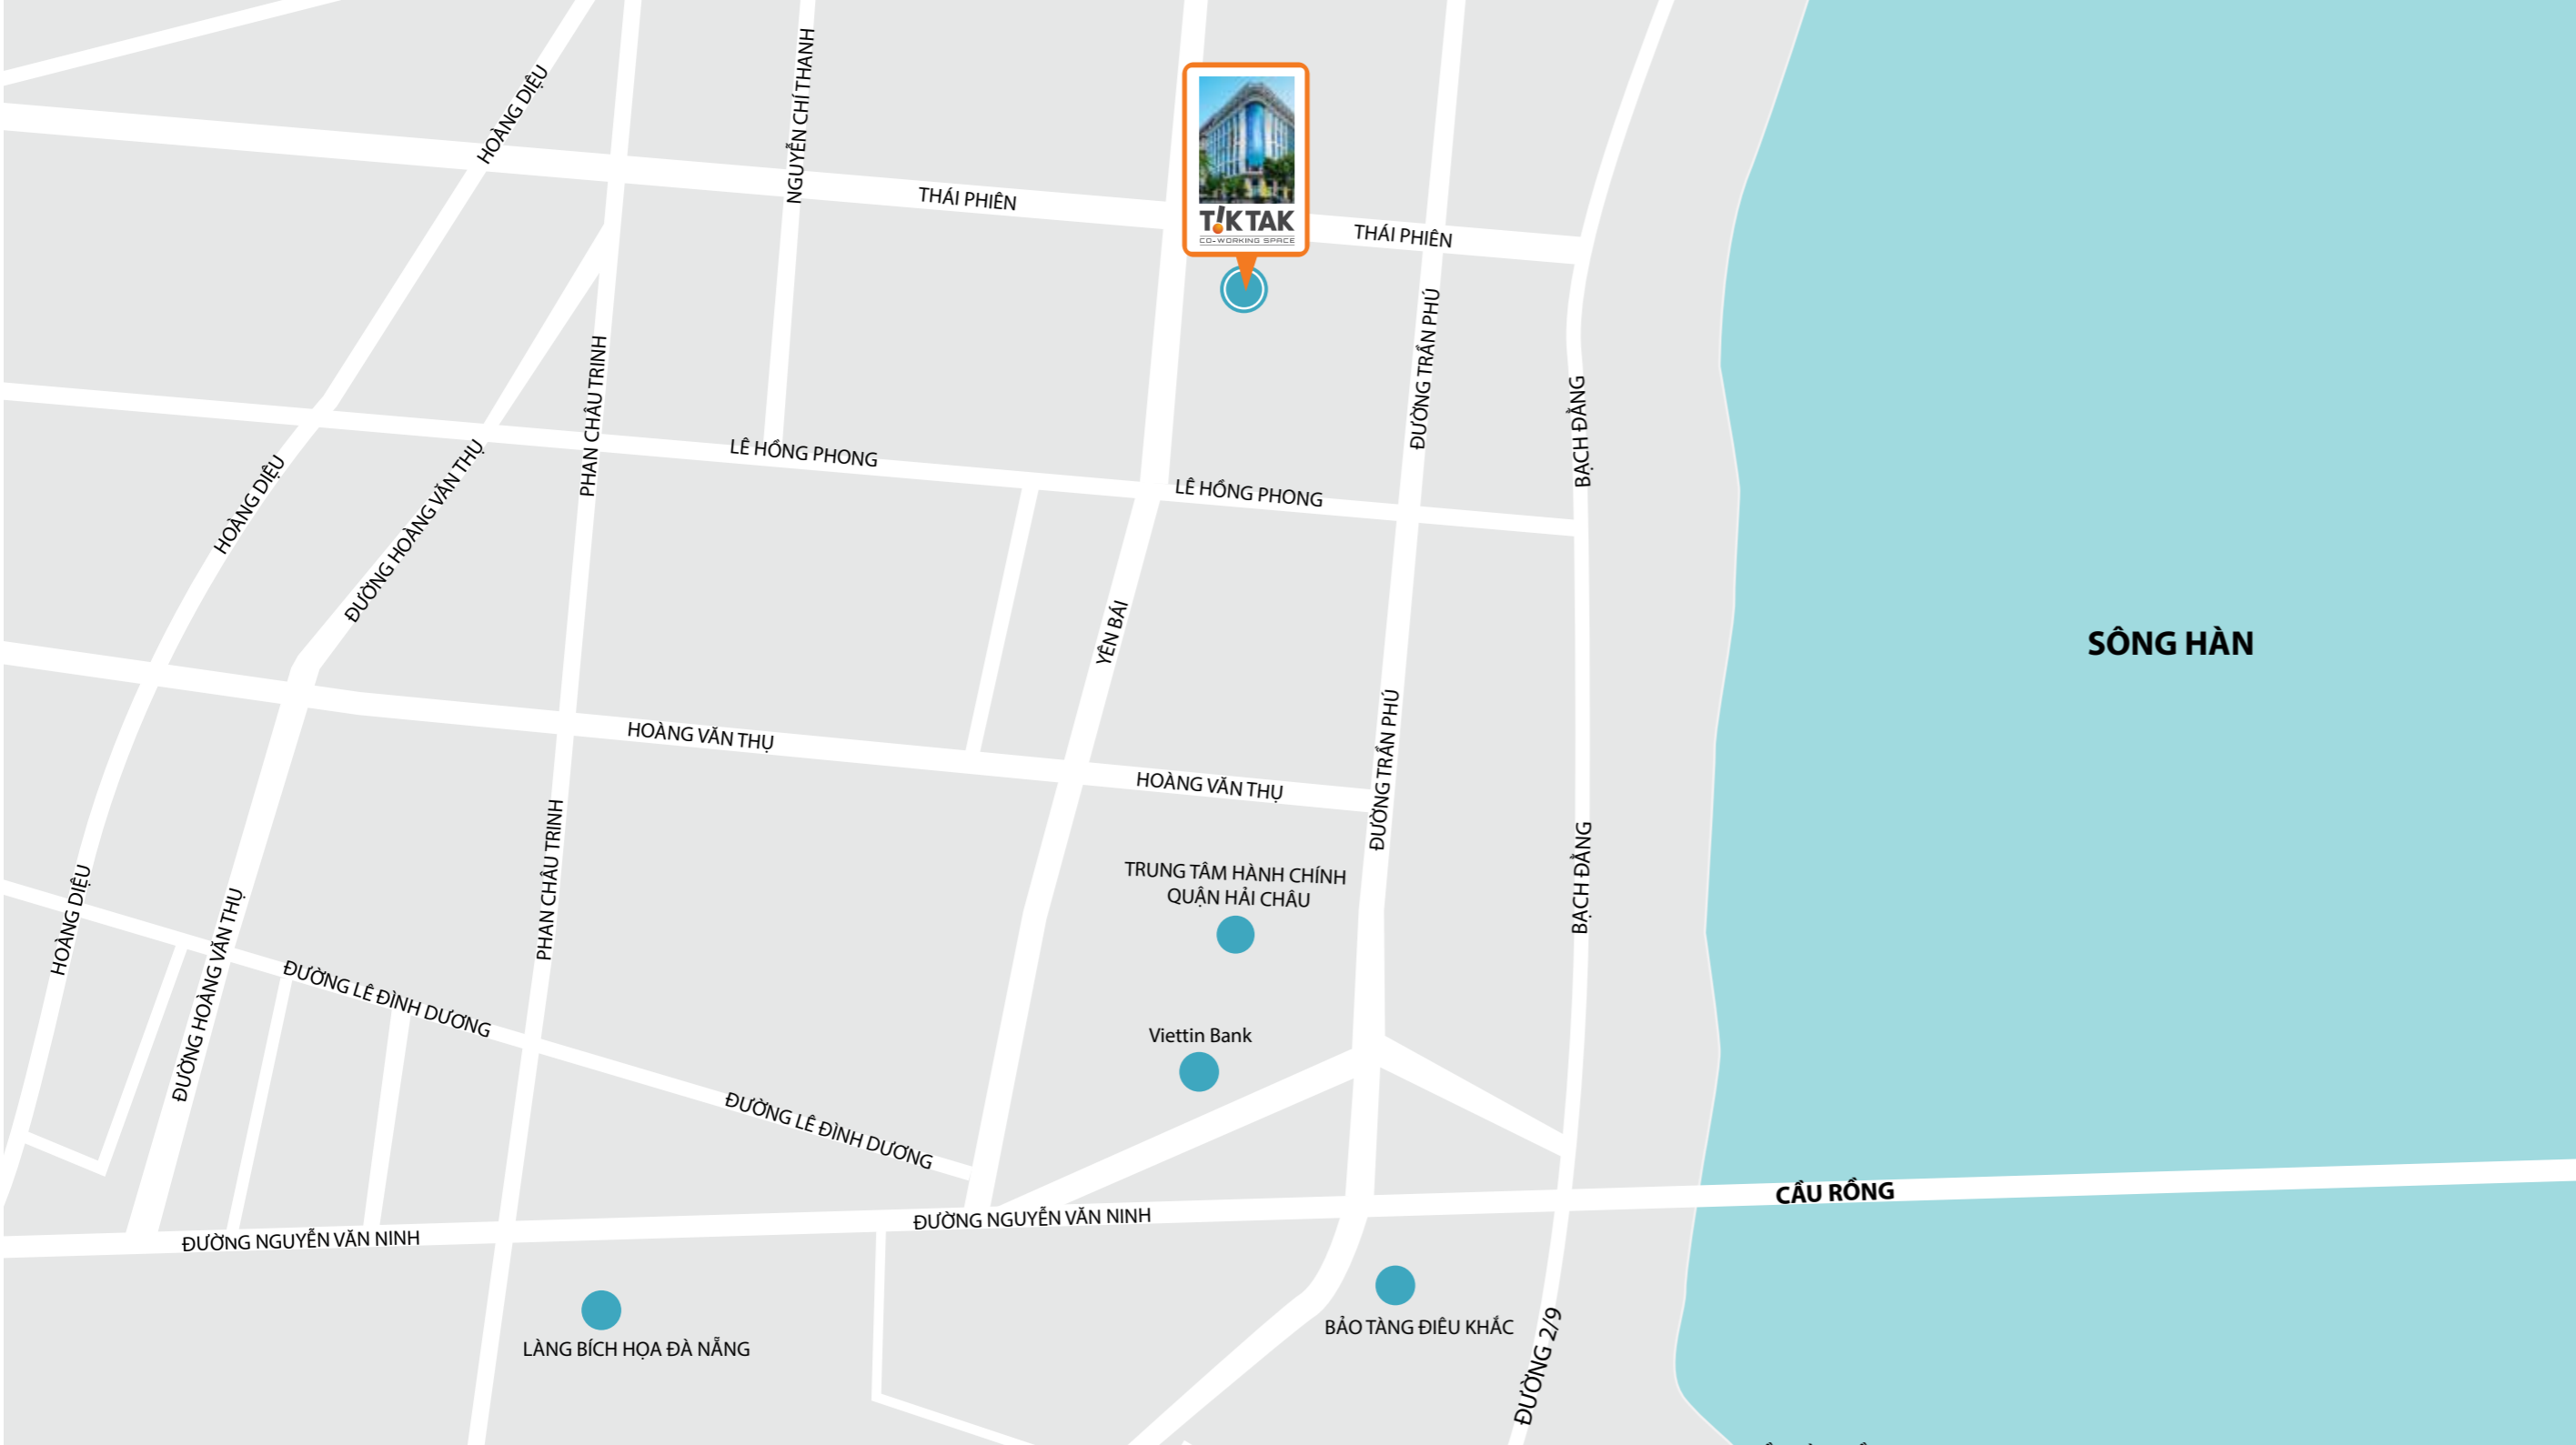 HOÀNG DIỆU
NGUYỄN CHÍ THANH
THÁI PHIÊN
T!KTAK
CO-WORKING SPACE
THÁI PHIÊN
PHAN CHÂU TRINH
ĐƯỜNG TRẦN PHÚ
BẠCH ĐẰNG
LÊ HỒNG PHONG
LÊ HỒNG PHONG
HOÀNG DIỆU
ĐƯỜNG HOÀNG VĂN THỤ
YÊN BÁI
SÔNG HÀN
HOÀNG VĂN THỤ
HOÀNG VĂN THỤ
ĐƯỜNG TRẦN PHÚ
PHAN CHÂU TRINH
BẠCH ĐẰNG
TRUNG TÂM HÀNH CHÍNH
QUẬN HẢI CHÂU
HOÀNG DIỆU
ĐƯỜNG HOÀNG VĂN THỤ
ĐƯỜNG LÊ ĐÌNH DƯƠNG
Viettin Bank
ĐƯỜNG LÊ ĐÌNH DƯƠNG
CẦU RỒNG
ĐƯỜNG NGUYỄN VĂN NINH
ĐƯỜNG NGUYỄN VĂN NINH
BẢO TÀNG ĐIÊU KHẮC
LÀNG BÍCH HỌA ĐÀ NẴNG
ĐƯỜNG 2/9